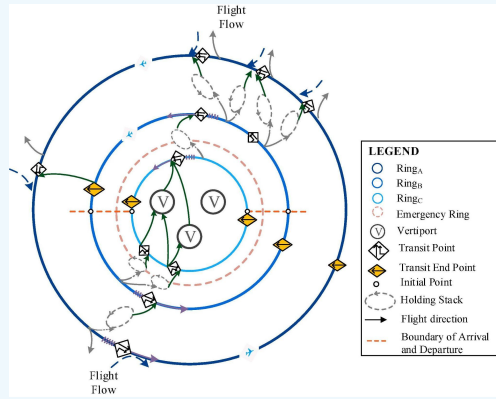 Flight
Flow
V
V
V
Flight
Flow
LEGEND
Ring_A
Ring_B
Ring_C
Emergency Ring
V Vertiport
Transit Point
Transit End Point
Initial Point
Holding Stack
Flight direction
Boundary of Arrival
and Departure